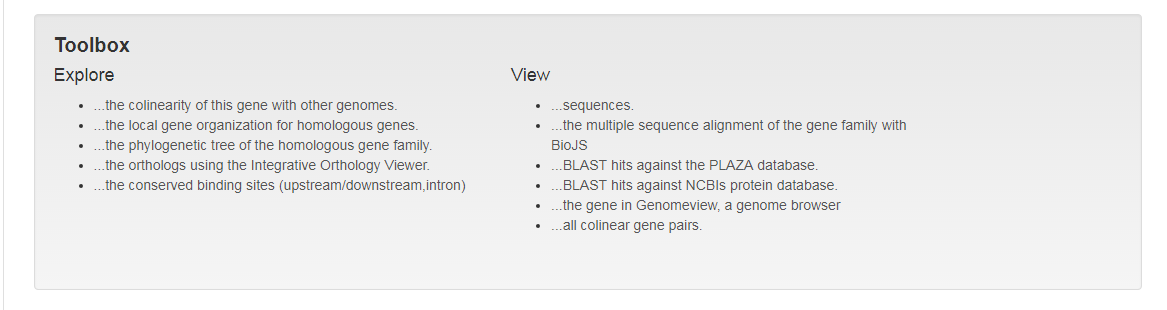 Toolbox
Explore
...the colinearity of this gene with other genomes.
...the local gene organization for homologous genes.
...the phylogenetic tree of the homologous gene family.
...the orthologs using the Integrative Orthology Viewer.
...the conserved binding sites (upstream/downstream,intron)
View
...sequences.
...the multiple sequence alignment of the gene family with
BioJS
...BLAST hits against the PLAZA database.
...BLAST hits against NCBIs protein database.
...the gene in Genomeview, a genome browser
...all colinear gene pairs.